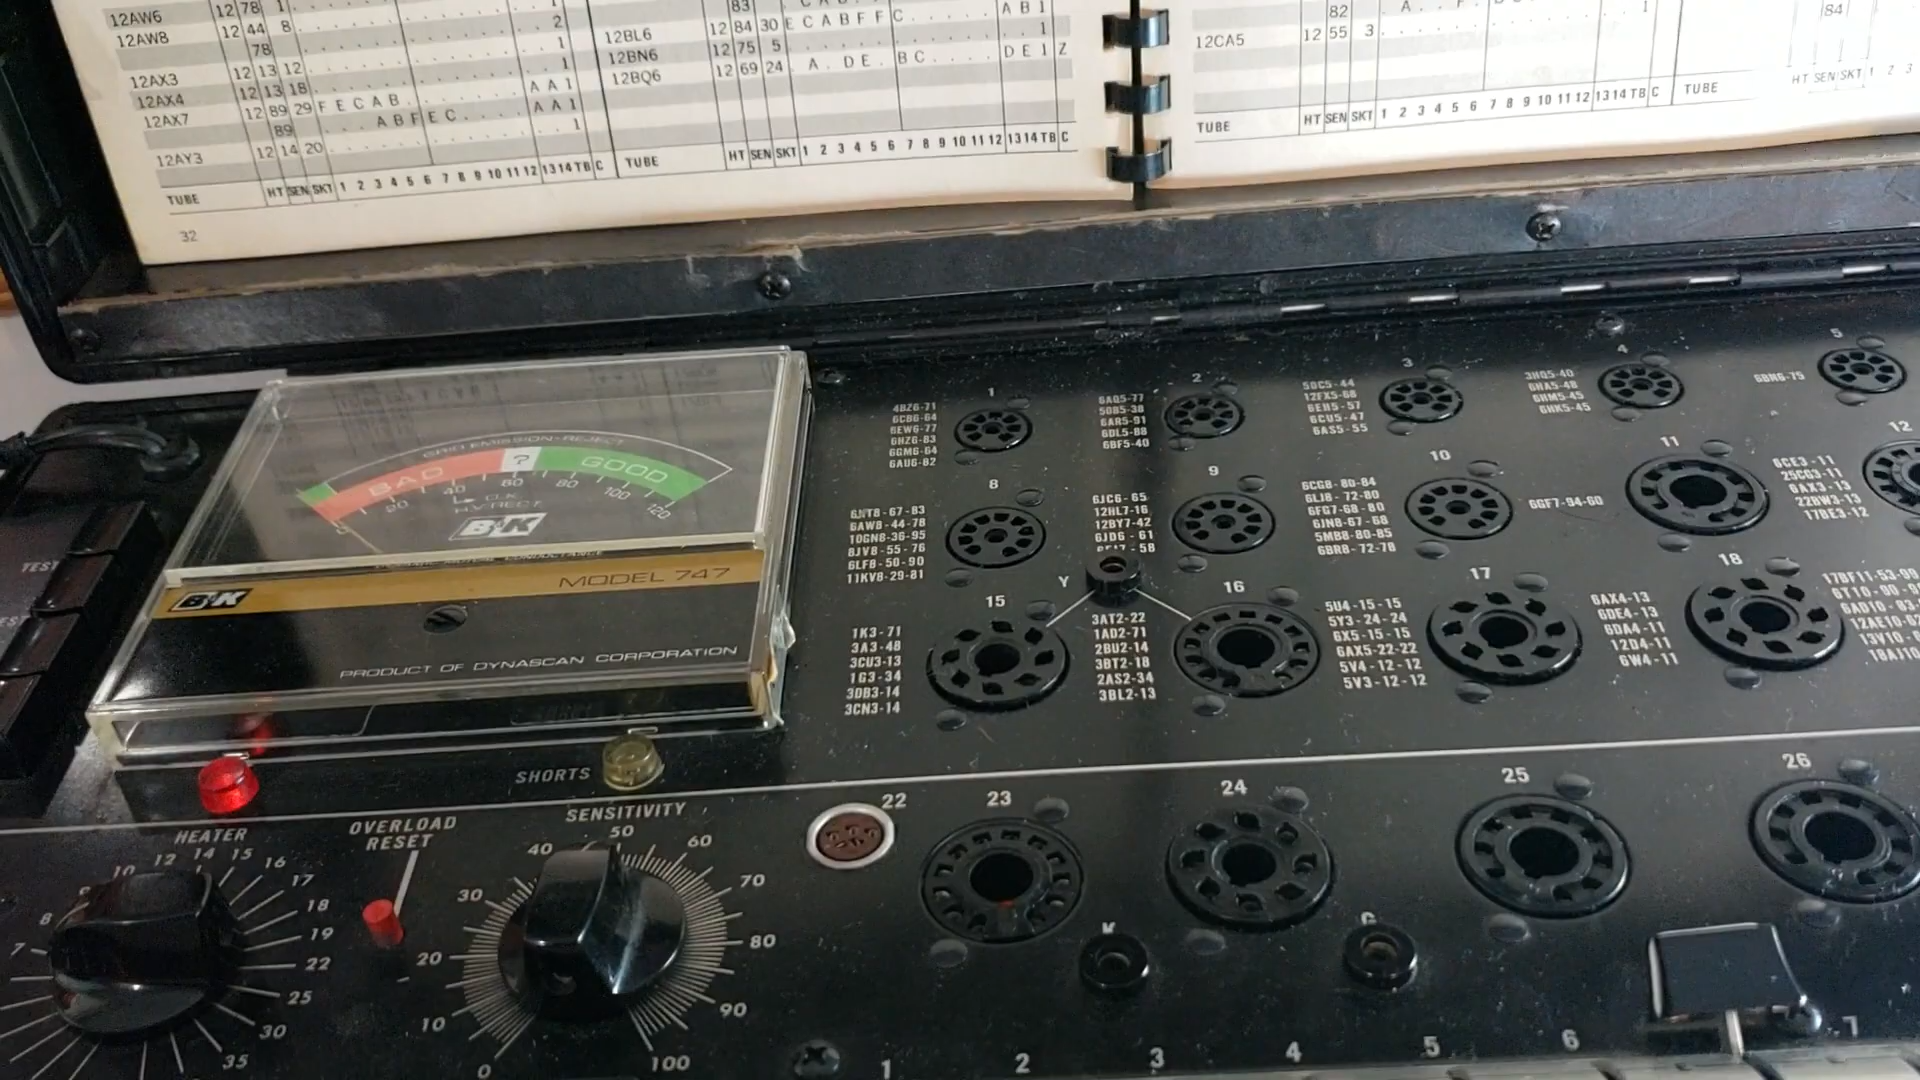 12AW6 12 78 1
12AW8 12 44 8 2
78 1
12AX3 12 13 12 1
12AX4 12 13 18 A A 1
12AX7 12 89 29 F E C A B A A 1
89 A B F E C 1
12AY3 12 14 20
TUBE HT SEN SKT 1 2 3 4 5 6 7 8 9 10 11 12 13 14 TB C
32
83
12BL6 12 84 30 E C A B F F C A B 1
12BN6 12 75 5 1
12BQ6 12 69 24 A D E B C D E 1 Z
TUBE HT SEN SKT 1 2 3 4 5 6 7 8 9 10 11 12 13 14 TB C
82
12CA5 12 55 3 1
TUBE HT SEN SKT 1 2 3 4 5 6 7 8 9 10 11 12 13 14 TB C
84
TUBE HT SEN SKT 1 2 3
GRID EMISSION-REJECT
BAD ? GOOD
20 40 60 80 100 120
O.K.
H.V. RECT.
B&K
B&K MODEL 747
PRODUCT OF DYNASCAN CORPORATION
TEST
SHORTS
HEATER
7 8 10 12 14 15 16 17 18 19 22 25 30 35
OVERLOAD
RESET
SENSITIVITY
0 10 20 30 40 50 60 70 80 90 100
1
4BZ6-71
6CB6-64
6EW6-77
6HZ6-83
6GM6-64
6AU6-82
2
6AQ5-77
50B5-38
6AR5-91
6DL5-88
6BF5-40
3
50C5-44
12FX5-68
6EH5-57
6CU5-47
6AS5-55
4
3HQ5-40
6HA5-48
6HM5-45
6HK5-45
5
6BN6-75
8
6NT8-67-83
6AW8-44-78
10GN8-36-95
8JV8-55-76
6LF8-50-90
11KV8-29-81
9
6JC6-65
12HL7-16
12BY7-42
6JD6-61
10
6CG8-80-84
6LJ8-72-80
6FG7-68-80
6JN8-67-68
5MB8-80-85
6BR8-72-78
6GF7-94-60
11
12
6CE3-11
25CG3-11
6AX3-13
22BW3-13
17BE3-12
15
1K3-71
3A3-48
3CU3-13
1G3-34
3DB3-14
3CN3-14
Y
16
3AT2-22
1AD2-71
2BU2-14
3BT2-18
2AS2-34
3BL2-13
17
5U4-15-15
5Y3-24-24
6X5-15-15
6AX5-22-22
5V4-12-12
5V3-12-12
18
6AX4-13
6DE4-13
6DA4-11
12D4-11
6W4-11
17BF11-53-99
22 23 24 25 26
K G
1 2 3 4 5 6 7